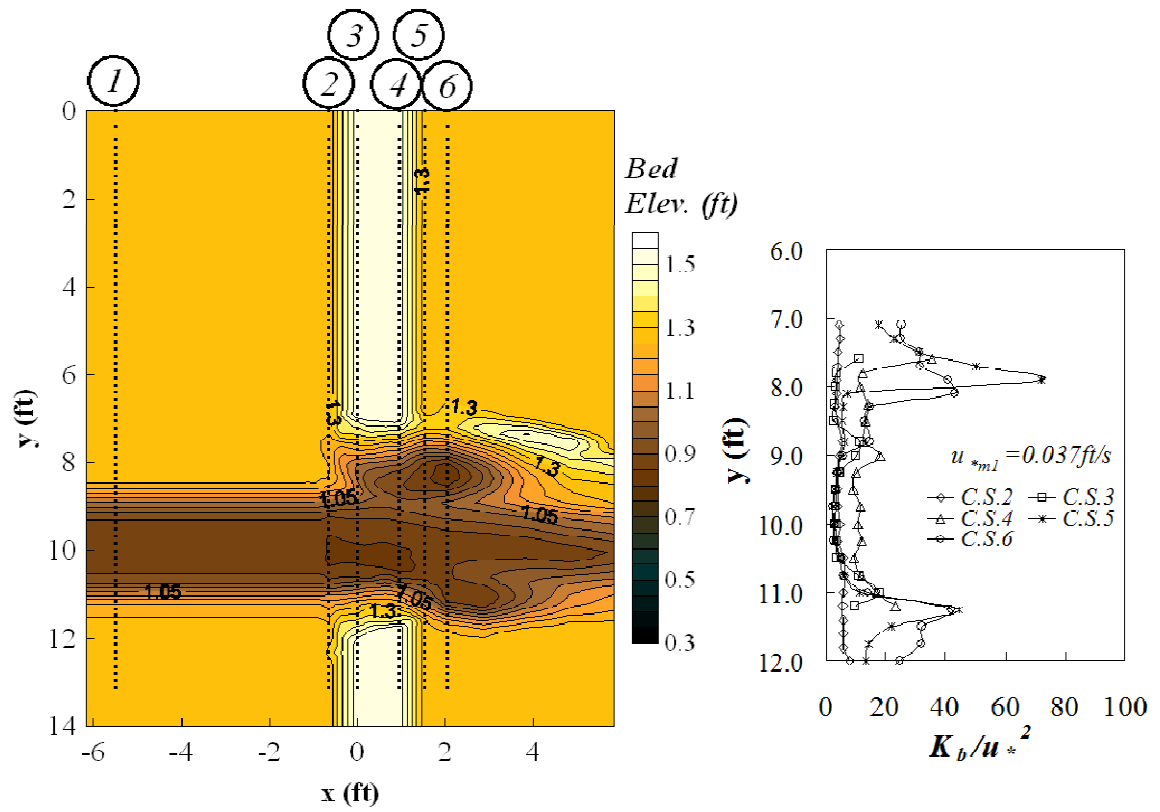 3 5
1 2 4 6
0
2
4
6
8
10
12
14
y (ft)
-6 -4 -2 0 2 4
x (ft)
1.3
1.3
1.3
1.3
1.05
1.05
1.05
1.05
1.3
Bed
Elev. (ft)
1.5
1.3
1.1
0.9
0.7
0.5
0.3
6.0
7.0
8.0
9.0
10.0
11.0
12.0
y (ft)
u*m1 =0.037ft/s
C.S.2 C.S.3
C.S.4 C.S.5
C.S.6
0 20 40 60 80 100
K b /u * 2